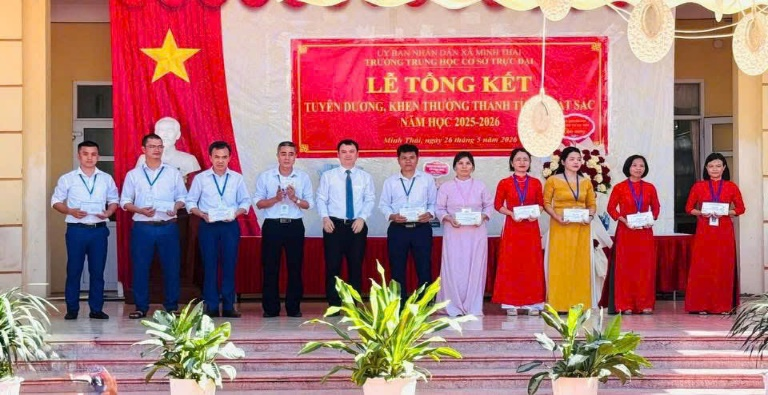 ỦY BAN NHÂN DÂN XÃ MINH THÁI
TRƯỜNG TRUNG HỌC CƠ SỞ TRỰC ĐẠI
LỄ TỔNG KẾT
TUYÊN DƯƠNG, KHEN THƯỞNG THÀNH T SẮC
NĂM HỌC 2025-2026
Minh Thái, ngày 26 tháng 5 năm 2026